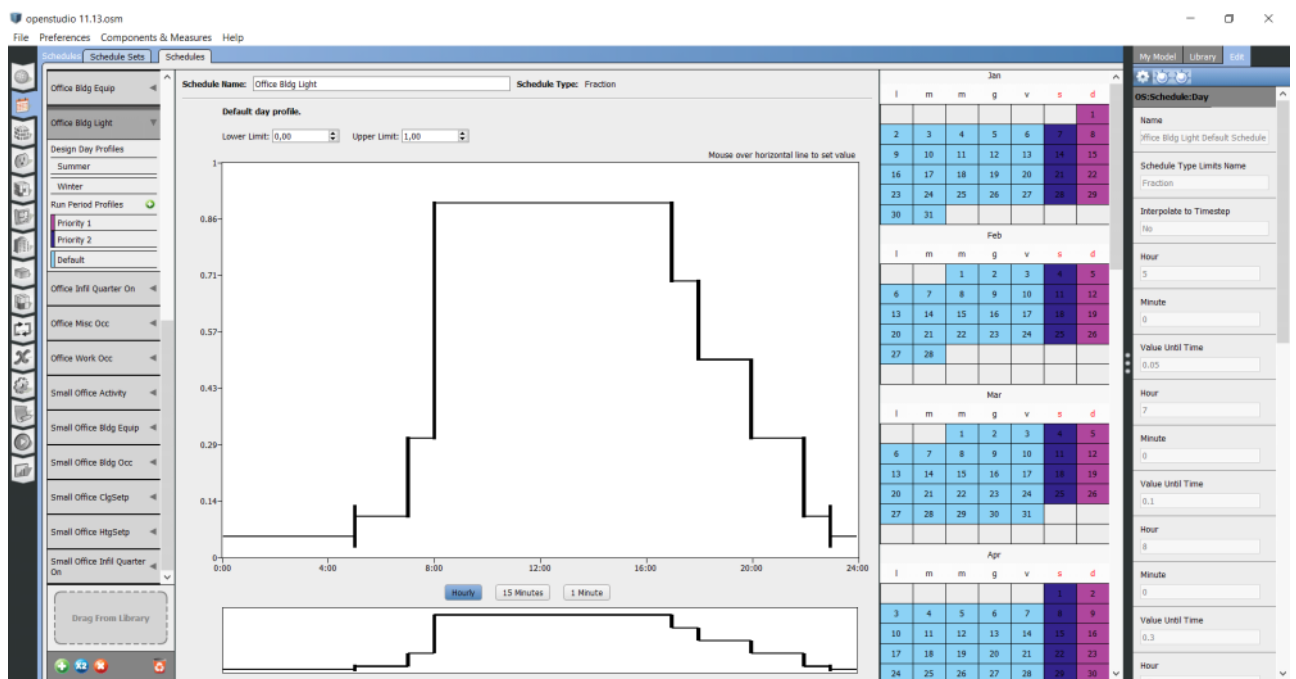 openstudio 11.13.osm
File Preferences Components & Measures Help
Schedules Schedule Sets Schedules
Office Bldg Equip
Office Bldg Light
Design Day Profiles
Summer
Winter
Run Period Profiles
Priority 1
Priority 2
Default
Office Infil Quarter On
Office Misc Occ
Office Work Occ
Small Office Activity
Small Office Bldg Equip
Small Office Bldg Occ
Small Office ClgSetp
Small Office HtgSetp
Small Office Infil Quarter
On
Drag From Library
X2
Schedule Name: Office Bldg Light Schedule Type: Fraction
Default day profile.
Lower Limit: 0,00 Upper Limit: 1,00
Mouse over horizontal line to set value
1
0.86
0.71
0.57
0.43
0.29
0.14
0
0:00 4:00 8:00 12:00 16:00 20:00 24:00
Hourly 15 Minutes 1 Minute
Jan
l m m g v s d
1
2 3 4 5 6 7 8
9 10 11 12 13 14 15
16 17 18 19 20 21 22
23 24 25 26 27 28 29
30 31
Feb
l m m g v s d
1 2 3 4 5
6 7 8 9 10 11 12
13 14 15 16 17 18 19
20 21 22 23 24 25 26
27 28
Mar
l m m g v s d
1 2 3 4 5
6 7 8 9 10 11 12
13 14 15 16 17 18 19
20 21 22 23 24 25 26
27 28 29 30 31
Apr
l m m g v s d
1 2
3 4 5 6 7 8 9
10 11 12 13 14 15 16
17 18 19 20 21 22 23
24 25 26 27 28 29 30
My Model Library Edit
OS:Schedule:Day
Name
Office Bldg Light Default Schedule
Schedule Type Limits Name
Fraction
Interpolate to Timestep
No
Hour
5
Minute
0
Value Until Time
0.05
Hour
7
Minute
0
Value Until Time
0.1
Hour
8
Minute
0
Value Until Time
0.3
Hour